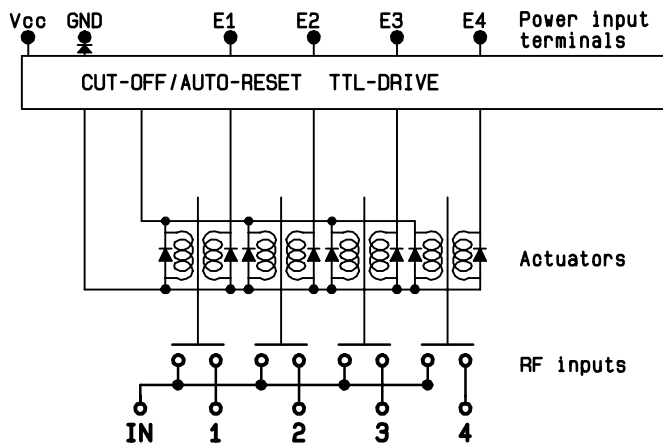 Vcc GND E1 E2 E3 E4 Power input
terminals
CUT-OFF/AUTO-RESET TTL-DRIVE
Actuators
RF inputs
IN 1 2 3 4